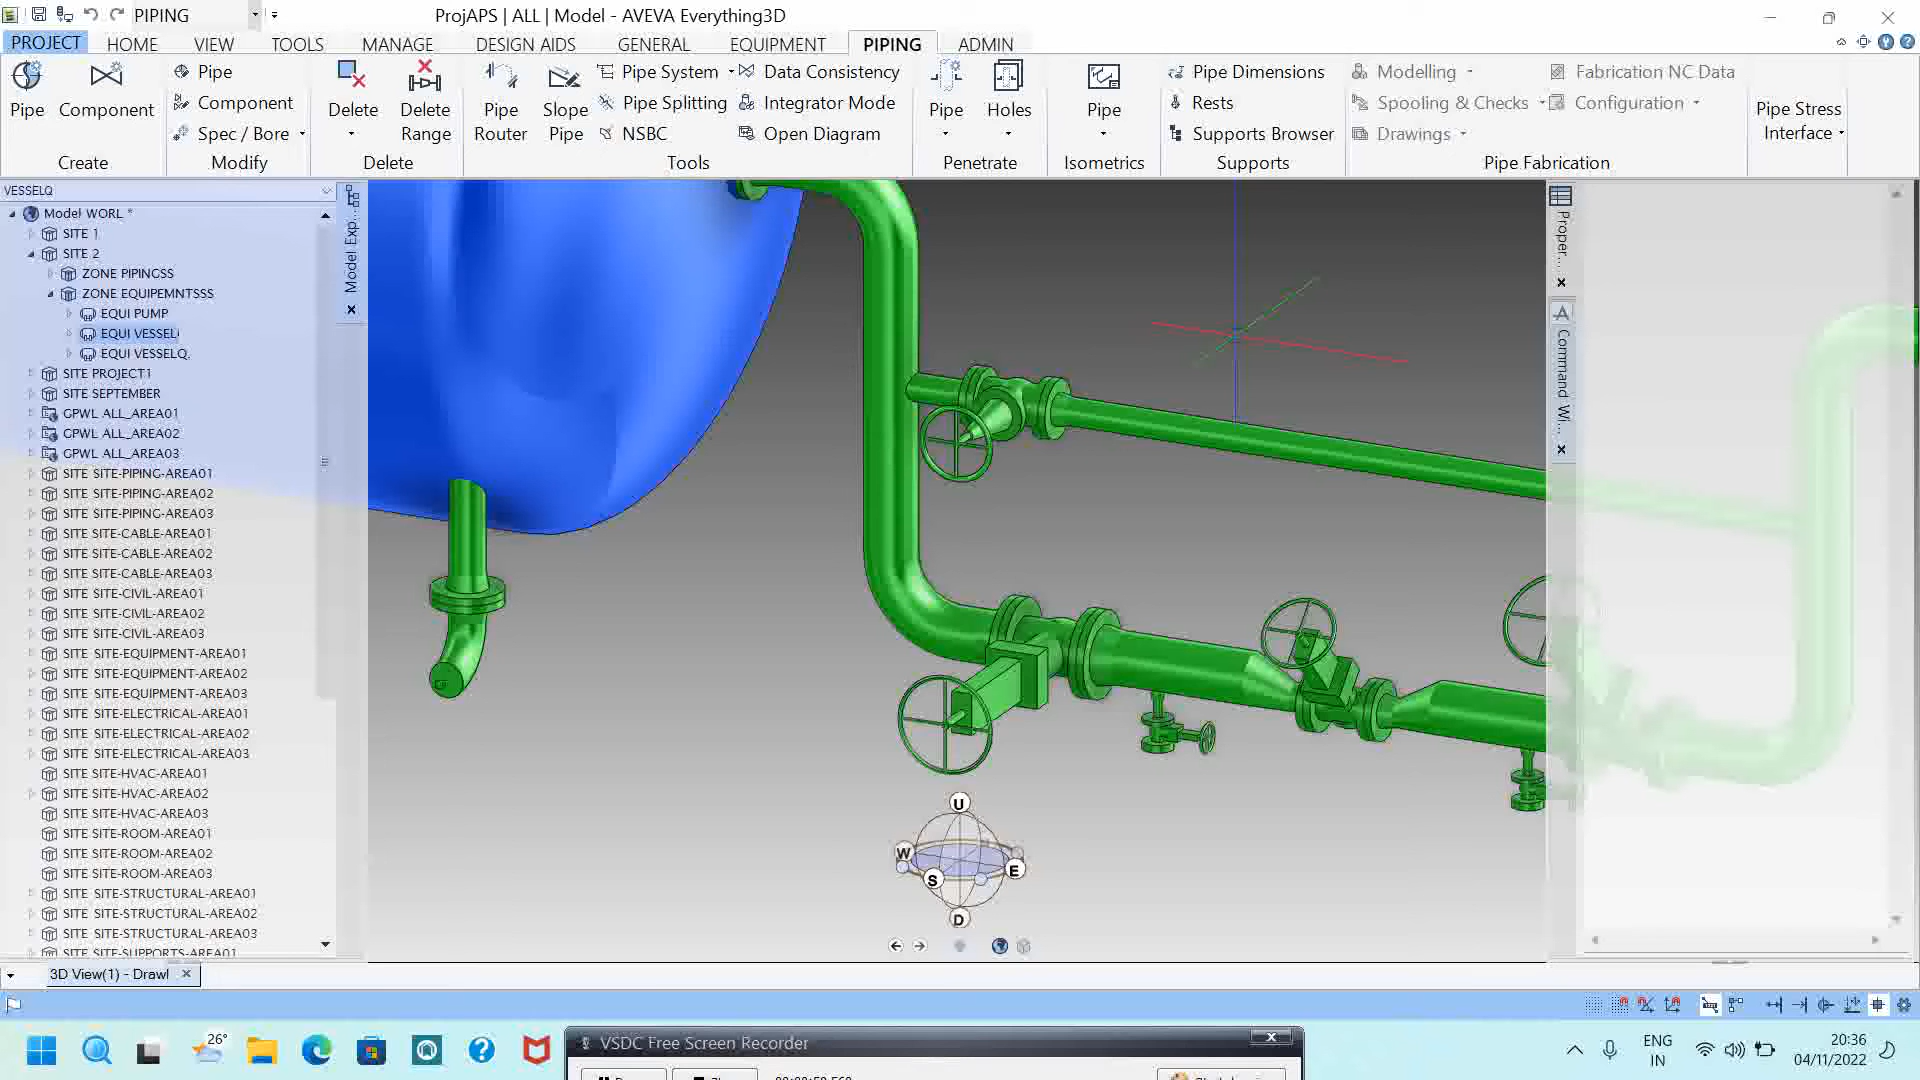 PIPING
ProjAPS | ALL | Model - AVEVA Everything3D
PROJECT HOME VIEW TOOLS MANAGE DESIGN AIDS GENERAL EQUIPMENT PIPING ADMIN
Pipe Component
Create
Pipe
Component
Spec / Bore
Modify
Delete
Delete Range
Delete
Pipe Router
Slope Pipe
Pipe System
Pipe Splitting
NSBC
Data Consistency
Integrator Mode
Open Diagram
Tools
Pipe
Holes
Penetrate
Pipe
Isometrics
Pipe Dimensions
Rests
Supports Browser
Supports
Modelling
Spooling & Checks
Drawings
Fabrication NC Data
Configuration
Pipe Fabrication
Pipe Stress
Interface
VESSELQ
Model WORL *
SITE 1
SITE 2
ZONE PIPINGSS
ZONE EQUIPEMNTSSS
EQUI PUMP
EQUI VESSEL
EQUI VESSELQ.
SITE PROJECT1
SITE SEPTEMBER
GPWL ALL_AREA01
GPWL ALL_AREA02
GPWL ALL_AREA03
SITE SITE-PIPING-AREA01
SITE SITE-PIPING-AREA02
SITE SITE-PIPING-AREA03
SITE SITE-CABLE-AREA01
SITE SITE-CABLE-AREA02
SITE SITE-CABLE-AREA03
SITE SITE-CIVIL-AREA01
SITE SITE-CIVIL-AREA02
SITE SITE-CIVIL-AREA03
SITE SITE-EQUIPMENT-AREA01
SITE SITE-EQUIPMENT-AREA02
SITE SITE-EQUIPMENT-AREA03
SITE SITE-ELECTRICAL-AREA01
SITE SITE-ELECTRICAL-AREA02
SITE SITE-ELECTRICAL-AREA03
SITE SITE-HVAC-AREA01
SITE SITE-HVAC-AREA02
SITE SITE-HVAC-AREA03
SITE SITE-ROOM-AREA01
SITE SITE-ROOM-AREA02
SITE SITE-ROOM-AREA03
SITE SITE-STRUCTURAL-AREA01
SITE SITE-STRUCTURAL-AREA02
SITE SITE-STRUCTURAL-AREA03
SITE SITE-SUPPORTS-AREA01
Model Exp...
Proper...
Command Wi...
U
W
S
E
D
3D View(1) - Drawl
26°
VSDC Free Screen Recorder
ENG
IN
20:36
04/11/2022